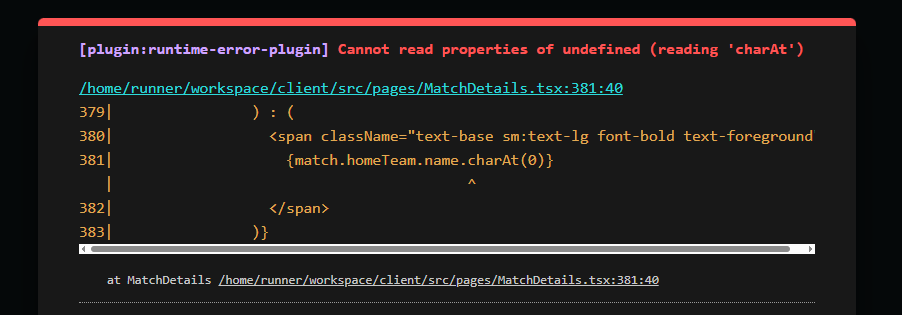 [plugin:runtime-error-plugin] Cannot read properties of undefined (reading 'charAt')
/home/runner/workspace/client/src/pages/MatchDetails.tsx:381:40
379|                ) : (
380|                  <span className="text-base sm:text-lg font-bold text-foreground
381|                    {match.homeTeam.name.charAt(0)}
   |                                         ^
382|                  </span>
383|                )}
at MatchDetails /home/runner/workspace/client/src/pages/MatchDetails.tsx:381:40